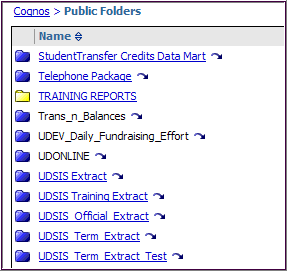 Cognos > Public Folders
Name
StudentTransfer Credits Data Mart
Telephone Package
TRAINING REPORTS
Trans_n_Balances
UDEV_Daily_Fundraising_Effort
UDONLINE
UDSIS Extract
UDSIS Training Extract
UDSIS_Official_Extract
UDSIS_Term_Extract
UDSIS_Term_Extract_Test